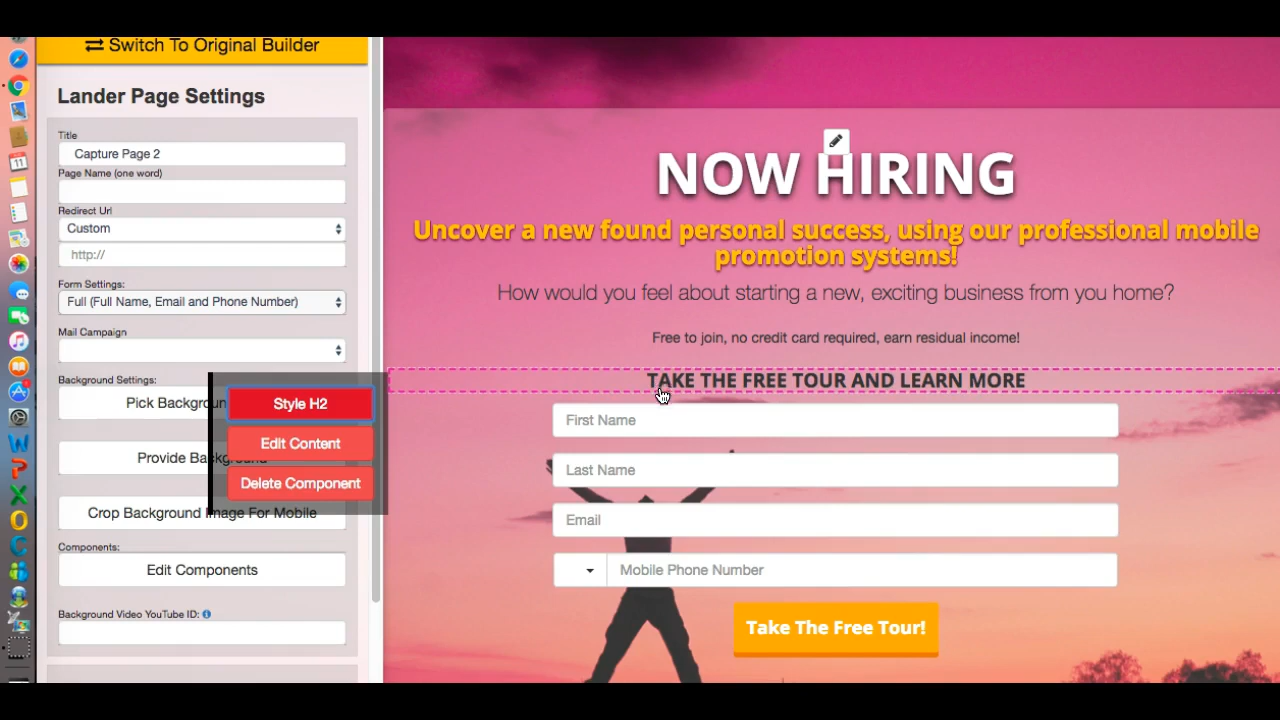 Switch To Original Builder
Lander Page Settings
Title
Capture Page 2
Page Name (one word)
Redirect Url
Custom
http://
Form Settings:
Full (Full Name, Email and Phone Number)
Mail Campaign
Background Settings:
Pick Backgroun
Provide Background
Crop Background Image For Mobile
Components:
Edit Components
Background Video YouTube ID:
Style H2
Edit Content
Delete Component
NOW HIRING
Uncover a new found personal success, using our professional mobile
promotion systems!
How would you feel about starting a new, exciting business from you home?
Free to join, no credit card required, earn residual income!
TAKE THE FREE TOUR AND LEARN MORE
First Name
Last Name
Email
Mobile Phone Number
Take The Free Tour!